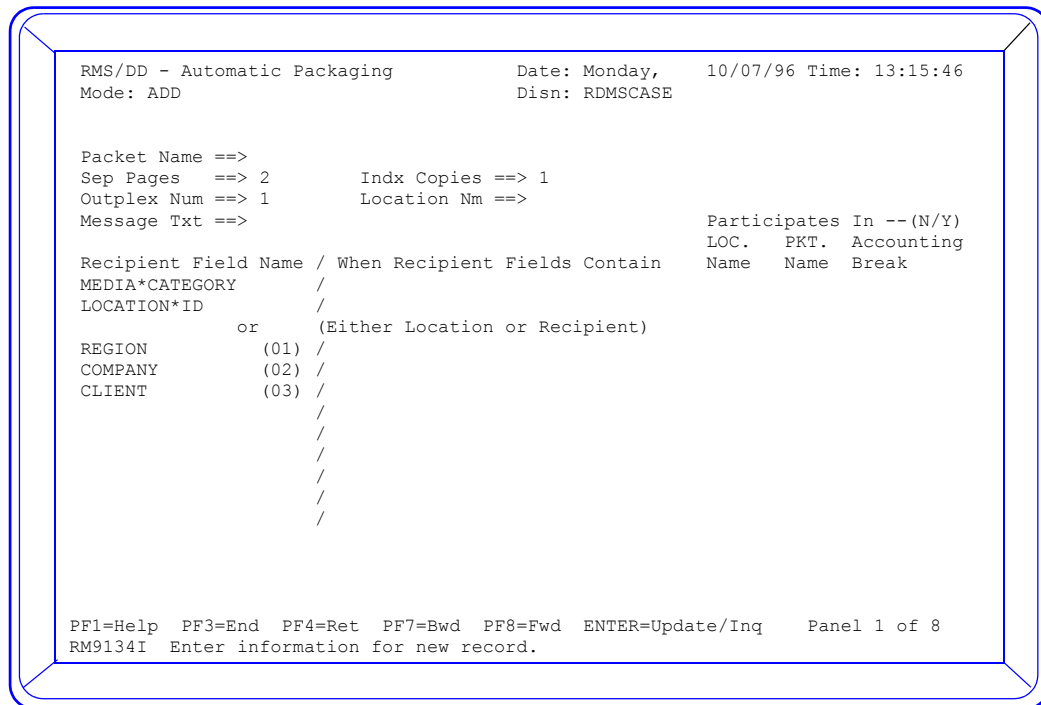 RMS/DD - Automatic Packaging Date: Monday, 10/07/96 Time: 13:15:46
Mode: ADD Disn: RDMSCASE
Packet Name ==>
Sep Pages ==> 2 Indx Copies ==> 1
Outplex Num ==> 1 Location Nm ==>
Message Txt ==> Participates In --(N/Y)
LOC. PKT. Accounting
Recipient Field Name / When Recipient Fields Contain Name Name Break
MEDIA*CATEGORY /
LOCATION*ID /
or (Either Location or Recipient)
REGION (01) /
COMPANY (02) /
CLIENT (03) /
/
/
/
/
/
/
PF1=Help PF3=End PF4=Ret PF7=Bwd PF8=Fwd ENTER=Update/Inq Panel 1 of 8
RM9134I Enter information for new record.